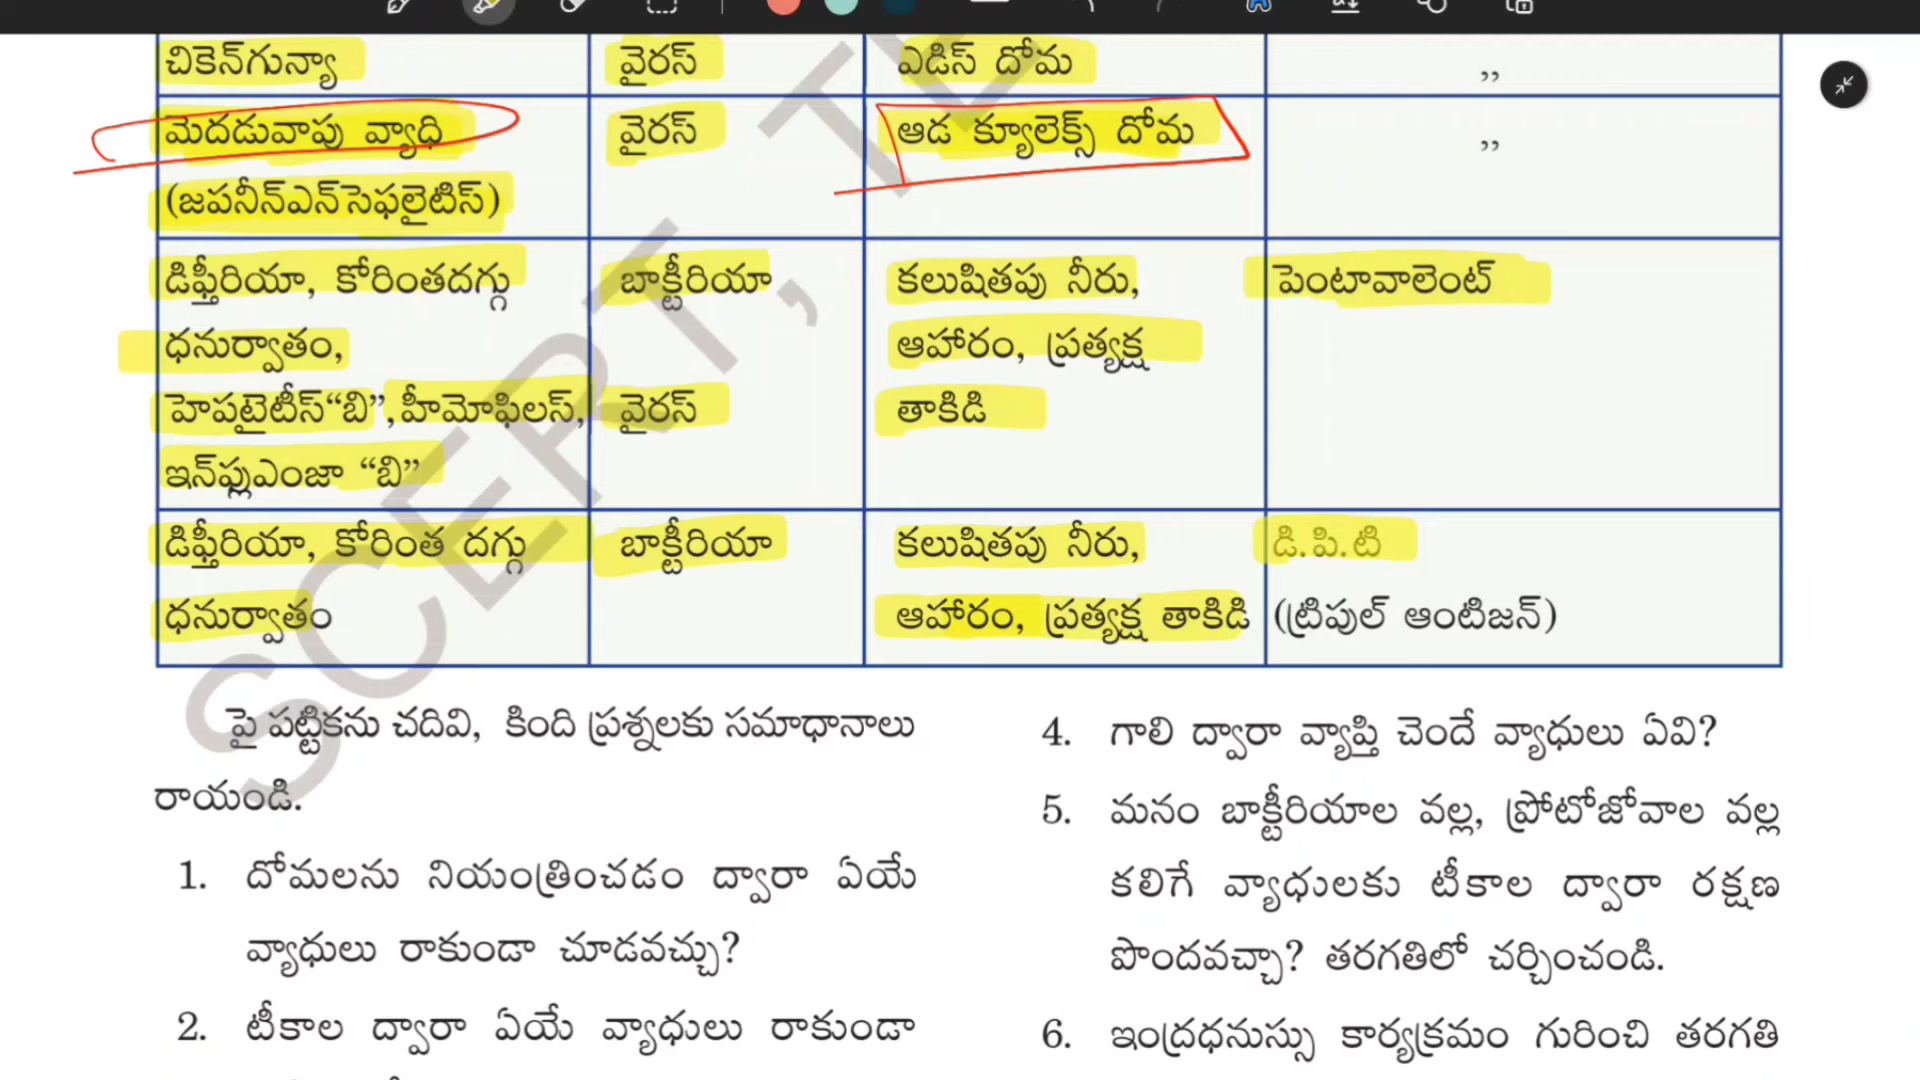 చికెన్‌గున్యా వైరస్ ఎడిస్ దోమ ,,
మెదడువాపు వ్యాధి వైరస్ ఆడ క్యూలెక్స్ దోమ ,,
(జపనీన్‌ఎన్‌సెఫలైటిస్)
డిఫ్తీరియా, కోరింతదగ్గు బాక్టీరియా కలుషితపు నీరు, పెంటావాలెంట్
ధనుర్వాతం, ఆహారం, ప్రత్యక్ష
హెపటైటీస్“బి”,హీమోఫిలస్, వైరస్ తాకిడి
ఇన్‌ఫ్లుఎంజా “బి”
డిఫ్తీరియా, కోరింత దగ్గు బాక్టీరియా కలుషితపు నీరు, డి.పి.టి
ధనుర్వాతం ఆహారం, ప్రత్యక్ష తాకిడి (ట్రిపుల్ ఆంటిజన్)
SCERT, TE
పై పట్టికను చదివి, కింది ప్రశ్నలకు సమాధానాలు
రాయండి.
1. దోమలను నియంత్రించడం ద్వారా ఏయే
వ్యాధులు రాకుండా చూడవచ్చు?
2. టీకాల ద్వారా ఏయే వ్యాధులు రాకుండా
4. గాలి ద్వారా వ్యాప్తి చెందే వ్యాధులు ఏవి?
5. మనం బాక్టీరియాల వల్ల, ప్రోటోజోవాల వల్ల
కలిగే వ్యాధులకు టీకాల ద్వారా రక్షణ
పొందవచ్చా? తరగతిలో చర్చించండి.
6. ఇంద్రధనుస్సు కార్యక్రమం గురించి తరగతి